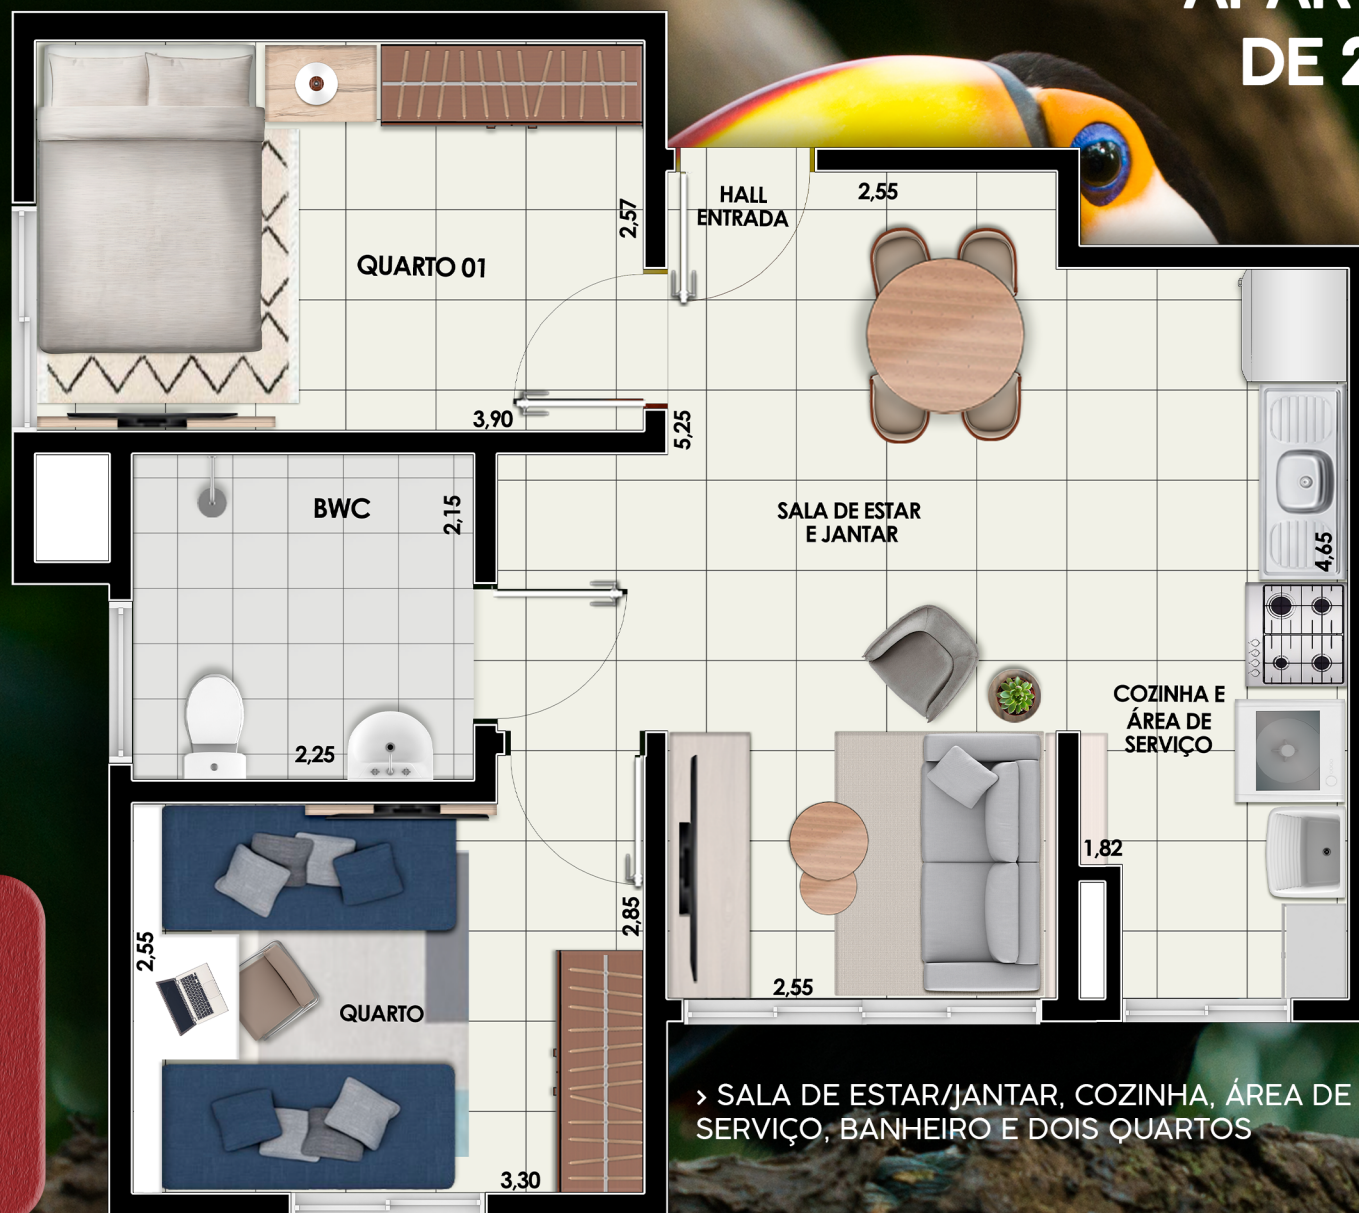 DE 2
HALL
ENTRADA
2,55
2,57
QUARTO 01
3,90
5,25
BWC
2,15
SALA DE ESTAR
E JANTAR
4,65
COZINHA E
ÁREA DE
SERVIÇO
2,25
1,82
2,85
2,55
2,55
QUARTO
3,30
> SALA DE ESTAR/JANTAR, COZINHA, ÁREA DE
SERVIÇO, BANHEIRO E DOIS QUARTOS